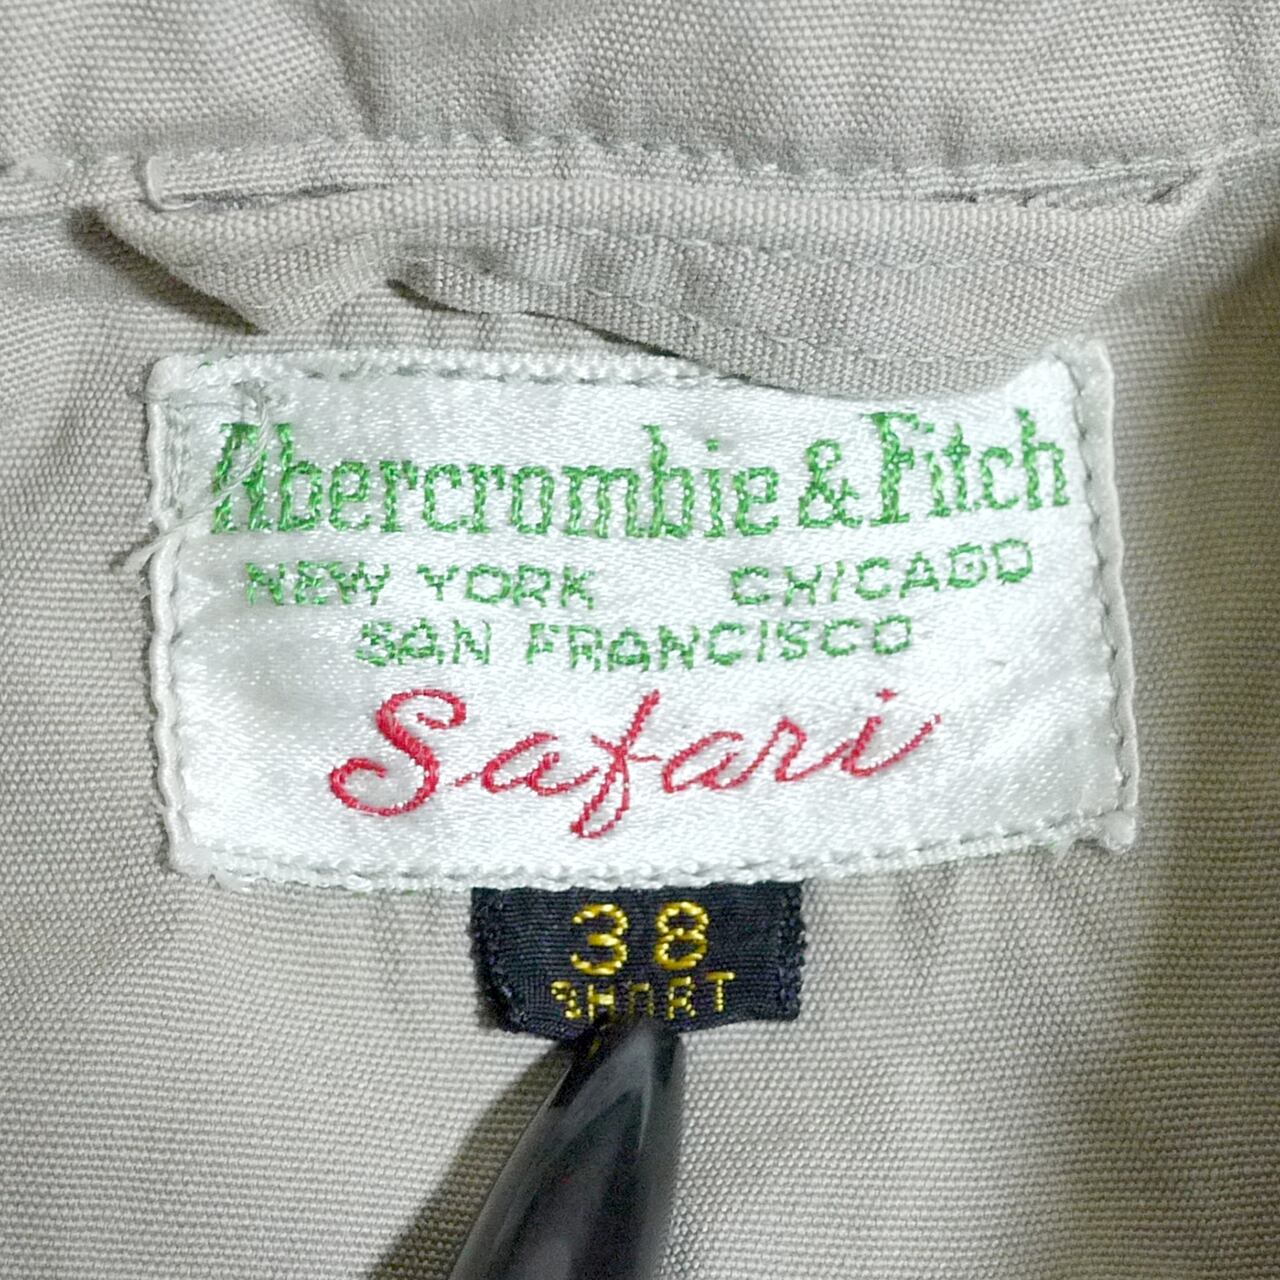 Abercrombie & Fitch
NEW YORK CHICAGO
SAN FRANCISCO
Safari
38
SHORT